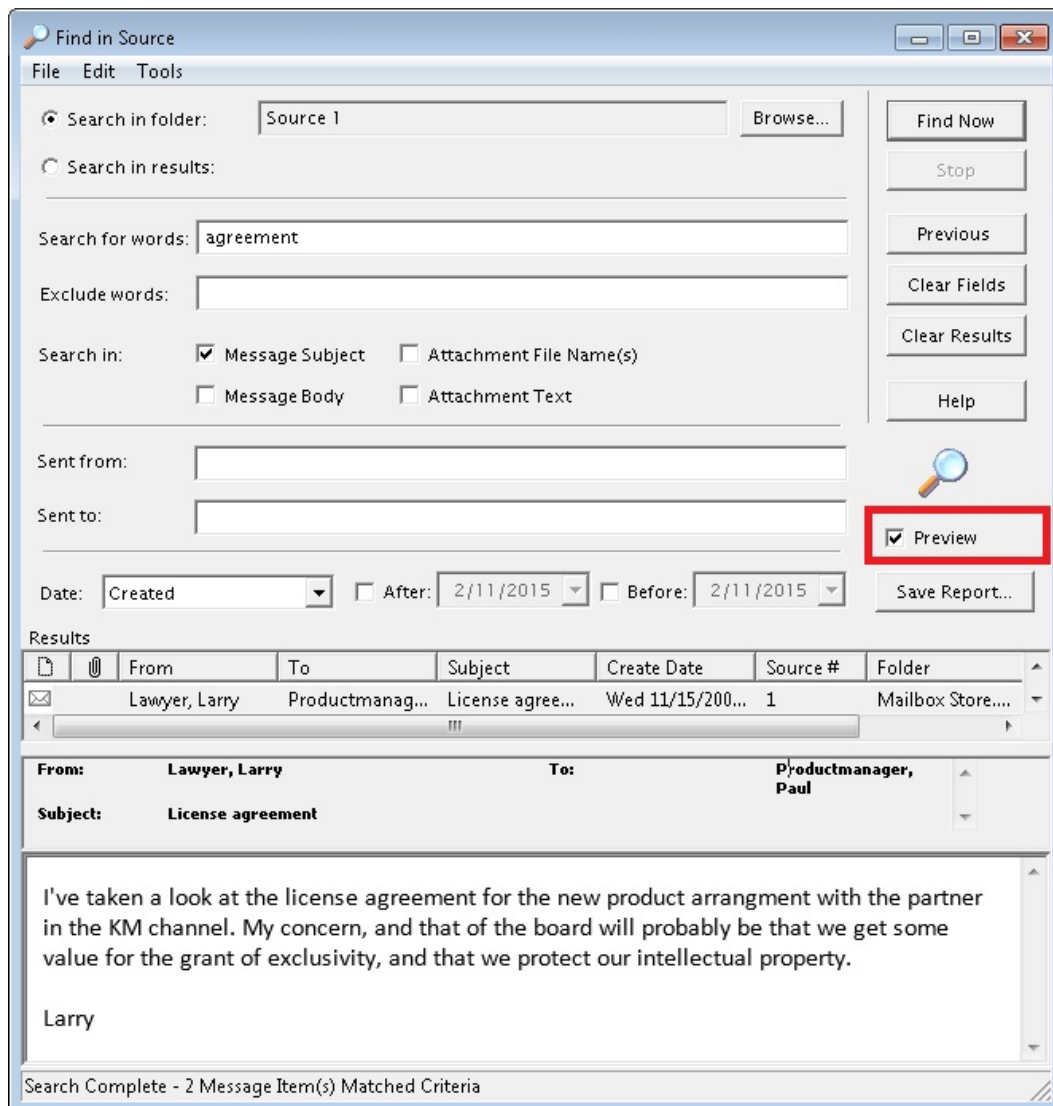 Find in Source
File Edit Tools
Search in folder: Source 1 Browse... Find Now
Search in results: Stop
Search for words: agreement Previous
Exclude words: Clear Fields
Clear Results
Search in: Message Subject Attachment File Name(s)
Message Body Attachment Text Help
Sent from:
Sent to:
Preview
Date: Created After: 2/11/2015 Before: 2/11/2015 Save Report...
Results
From To Subject Create Date Source # Folder
Lawyer, Larry Productmanag... License agree... Wed 11/15/200... 1 Mailbox Store....
From: Lawyer, Larry To: Productmanager,
Paul
Subject: License agreement
I've taken a look at the license agreement for the new product arrangment with the partner
in the KM channel. My concern, and that of the board will probably be that we get some
value for the grant of exclusivity, and that we protect our intellectual property.
Larry
Search Complete - 2 Message Item(s) Matched Criteria